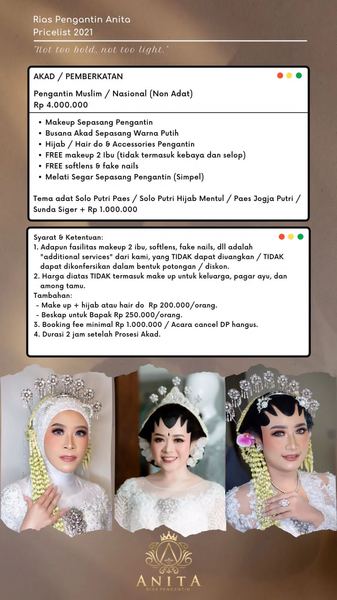 Rias Pengantin Anita
Pricelist 2021
"Not too bold, not too light."
AKAD / PEMBERKATAN
Pengantin Muslim / Nasional (Non Adat)
Rp 4.000.000
• Makeup Sepasang Pengantin
• Busana Akad Sepasang Warna Putih
• Hijab / Hair do & Accessories Pengantin
• FREE makeup 2 Ibu (tidak termasuk kebaya dan selop)
• FREE softlens & fake nails
• Melati Segar Sepasang Pengantin (Simpel)
Tema adat Solo Putri Paes / Solo Putri Hijab Mentul / Paes Jogja Putri /
Sunda Siger + Rp 1.000.000
Syarat & Ketentuan:
1. Adapun fasilitas makeup 2 ibu, softlens, fake nails, dll adalah
"additional services" dari kami, yang TIDAK dapat diuangkan / TIDAK
dapat dikonfersikan dalam bentuk potongan / diskon.
2. Harga diatas TIDAK termasuk make up untuk keluarga, pagar ayu, dan
among tamu.
Tambahan:
- Make up + hijab atau hair do Rp 200.000/orang.
- Beskap untuk Bapak Rp 250.000/orang.
3. Booking fee minimal Rp 1.000.000 / Acara cancel DP hangus.
4. Durasi 2 jam setelah Prosesi Akad.
ANITA
RIAS PENGANTIN